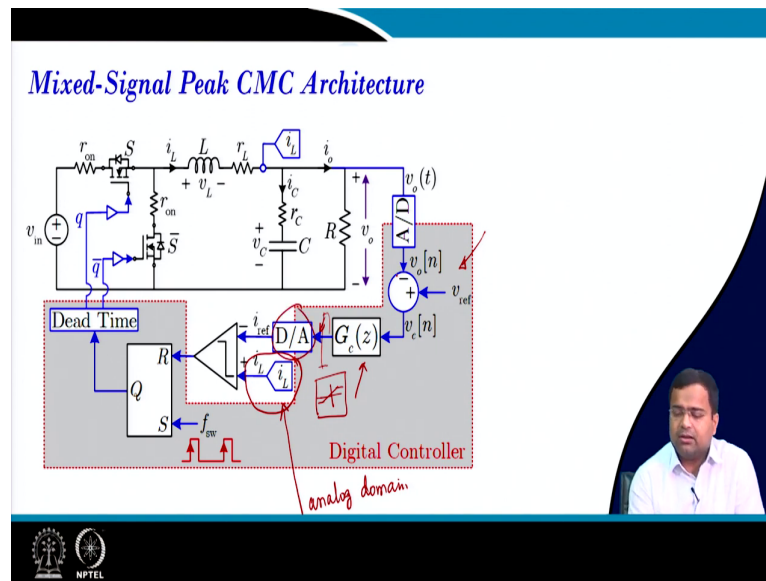 Mixed-Signal Peak CMC Architecture
r_on
S
i_L
L
r_L
i_L
i_o
+ v_L −
i_C
v_o(t)
q
r_on
r_C
+
v_in
+
−
q̄
S̄
+
v_C
−
C
R
v_o
−
A/D
v_o[n]
−
+
v_ref
v_c[n]
Dead Time
i_ref
−
D/A
G_c(z)
R
+
i_L
i_L
Q
S
f_sw
Digital Controller
analog domain
NPTEL